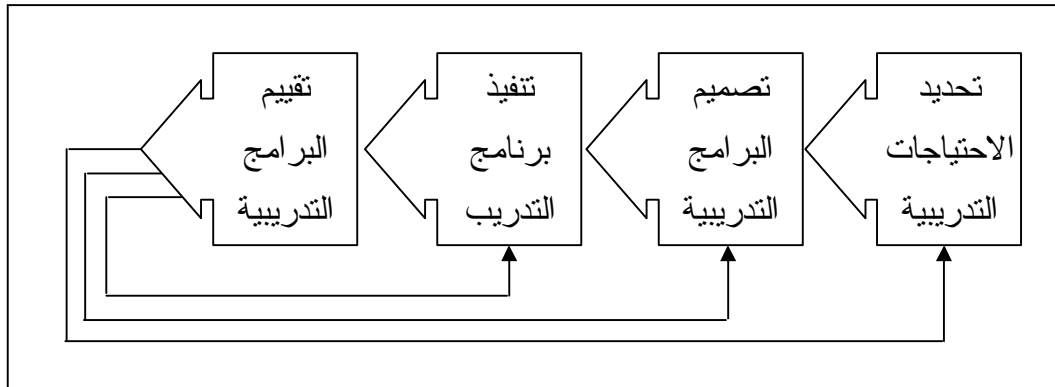 تحديد
الاحتياجات
التدريبية
تصميم
البرامج
التدريبية
تنفيذ
برنامج
التدريب
تقييم
البرامج
التدريبية